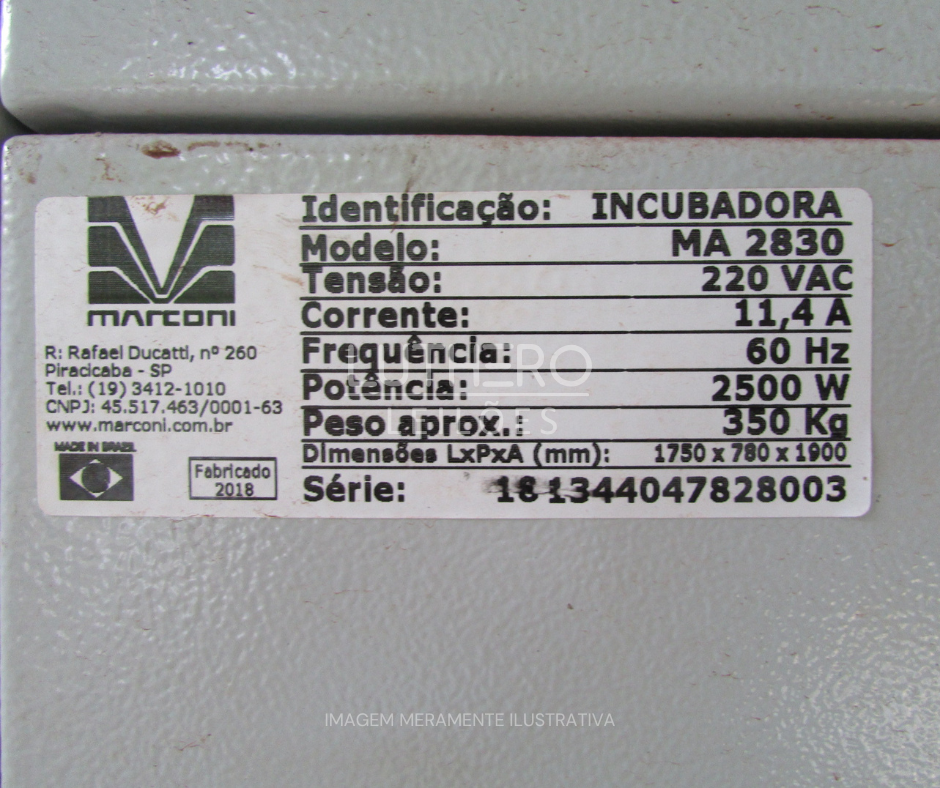 marconi
R: Rafael Ducatti, nº 260
Piracicaba - SP
Tel.: (19) 3412-1010
CNPJ: 45.517.463/0001-63
www.marconi.com.br
MADE IN BRAZIL
Fabricado
2018
Identificação: INCUBADORA
Modelo: MA 2830
Tensão: 220 VAC
Corrente: 11,4 A
Frequência: 60 Hz
Potência: 2500 W
Peso aprox.: 350 Kg
Dimensões LxPxA (mm): 1750 x 780 x 1900
Série: 181344047828003
LUTHERO
LEILÕES
IMAGEM MERAMENTE ILUSTRATIVA